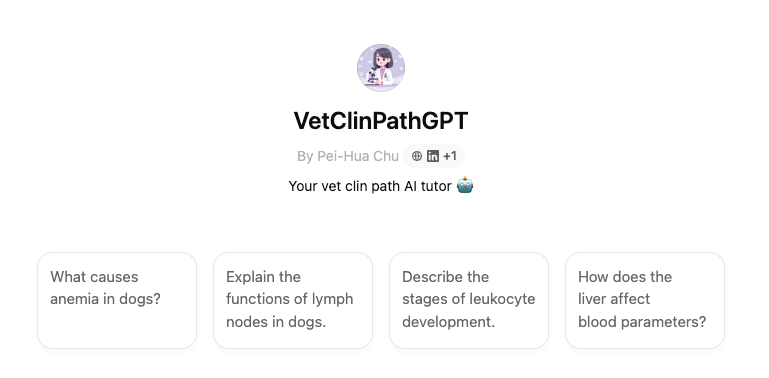 VetClinPathGPT
By Pei-Hua Chu +1
Your vet clin path AI tutor 🤖
What causes
anemia in dogs?
Explain the
functions of lymph
nodes in dogs.
Describe the
stages of leukocyte
development.
How does the
liver affect
blood parameters?